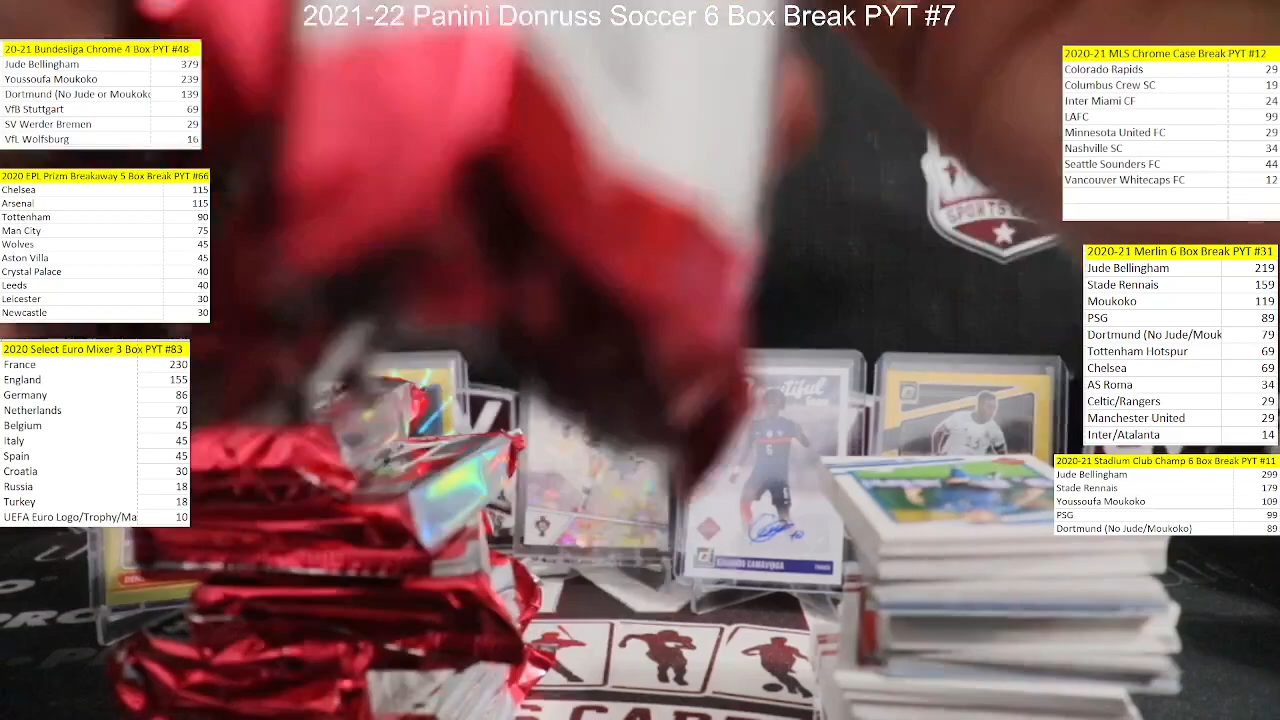 2021-22 Panini Donruss Soccer 6 Box Break PYT #7
20-21 Bundesliga Chrome 4 Box PYT #48
Jude Bellingham 379
Youssoufa Moukoko 239
Dortmund (No Jude or Moukoko 139
VfB Stuttgart 69
SV Werder Bremen 29
VfL Wolfsburg 16
2020 EPL Prizm Breakaway 5 Box Break PYT #66
Chelsea 115
Arsenal 115
Tottenham 90
Man City 75
Wolves 45
Aston Villa 45
Crystal Palace 40
Leeds 40
Leicester 30
Newcastle 30
2020 Select Euro Mixer 3 Box PYT #83
France 230
England 155
Germany 86
Netherlands 70
Belgium 45
Italy 45
Spain 45
Croatia 30
Russia 18
Turkey 18
UEFA Euro Logo/Trophy/Ma 10
2020-21 MLS Chrome Case Break PYT #12
Colorado Rapids 29
Columbus Crew SC 19
Inter Miami CF 24
LAFC 99
Minnesota United FC 29
Nashville SC 34
Seattle Sounders FC 44
Vancouver Whitecaps FC 12
2020-21 Merlin 6 Box Break PYT #31
Jude Bellingham 219
Stade Rennais 159
Moukoko 119
PSG 89
Dortmund (No Jude/Mouk 79
Tottenham Hotspur 69
Chelsea 69
AS Roma 34
Celtic/Rangers 29
Manchester United 29
Inter/Atalanta 14
2020-21 Stadium Club Champ 6 Box Break PYT #11
Jude Bellingham 299
Stade Rennais 179
Youssoufa Moukoko 109
PSG 99
Dortmund (No Jude/Moukoko) 89
SPORTS
Beautiful
EDUARDO CAMAVINGA FRANCE